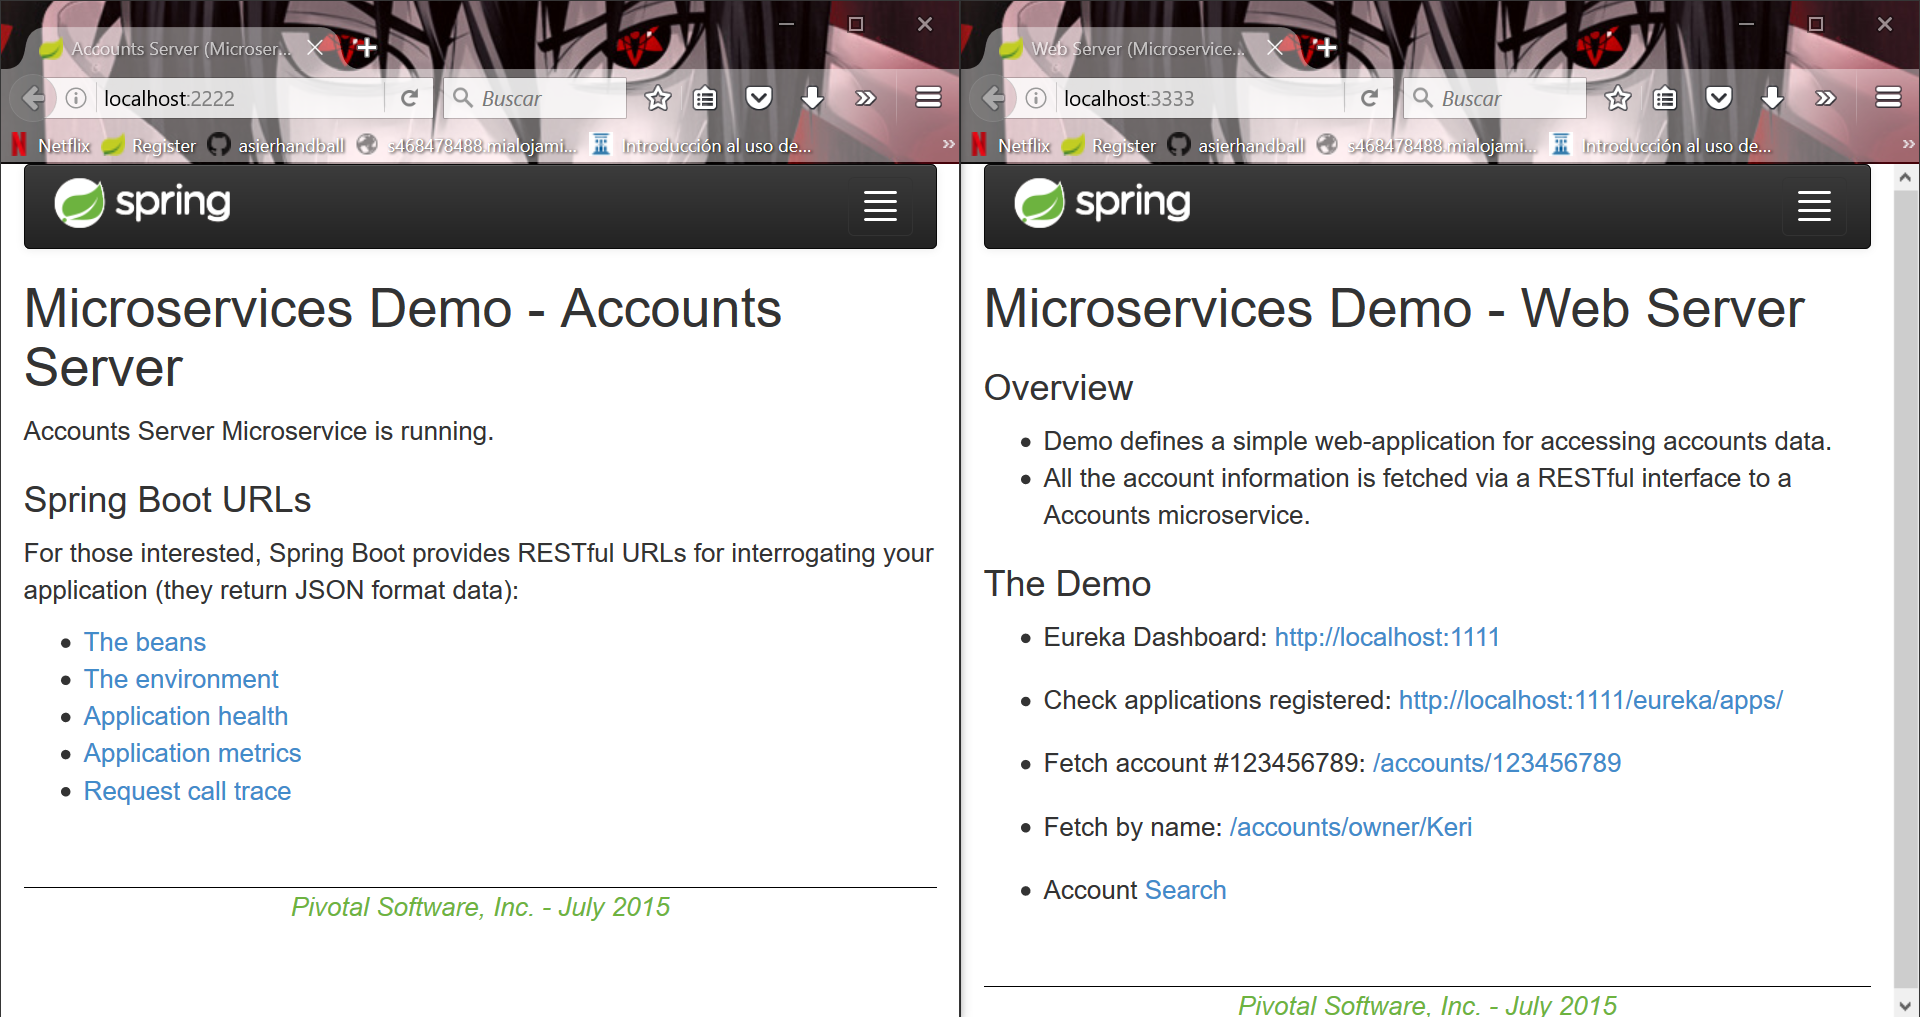 Accounts Server (Microser...
localhost:2222
Buscar
Netflix
Register
asierhandball
s468478488.mialojami...
Introducción al uso de...
spring
Microservices Demo - Accounts
Server
Accounts Server Microservice is running.
Spring Boot URLs
For those interested, Spring Boot provides RESTful URLs for interrogating your
application (they return JSON format data):
The beans
The environment
Application health
Application metrics
Request call trace
Pivotal Software, Inc. - July 2015
Web Server (Microservice...
localhost:3333
Buscar
Netflix
Register
asierhandball
s468478488.mialojami...
Introducción al uso de...
spring
Microservices Demo - Web Server
Overview
Demo defines a simple web-application for accessing accounts data.
All the account information is fetched via a RESTful interface to a
Accounts microservice.
The Demo
Eureka Dashboard: http://localhost:1111
Check applications registered: http://localhost:1111/eureka/apps/
Fetch account #123456789: /accounts/123456789
Fetch by name: /accounts/owner/Keri
Account Search
Pivotal Software, Inc. - July 2015